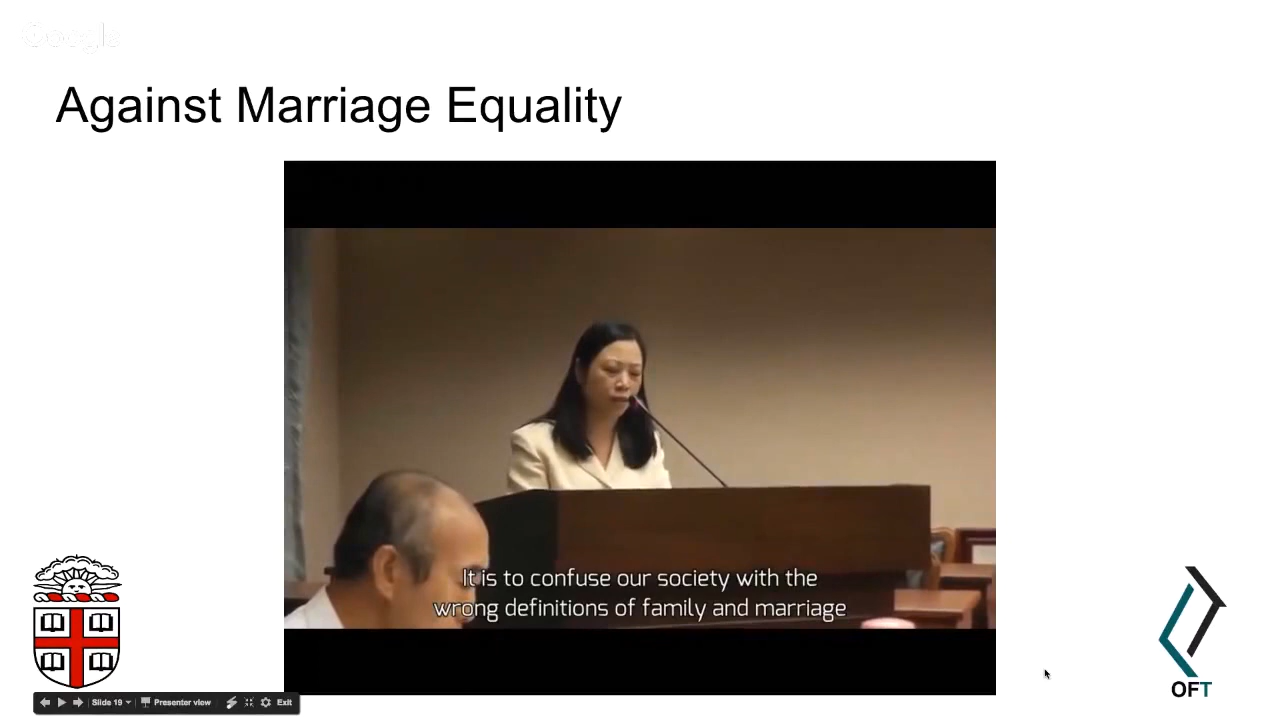 Google
Against Marriage Equality
It is to confuse our society with the
wrong definitions of family and marriage
OFT
Slide 19
Presenter view
Exit